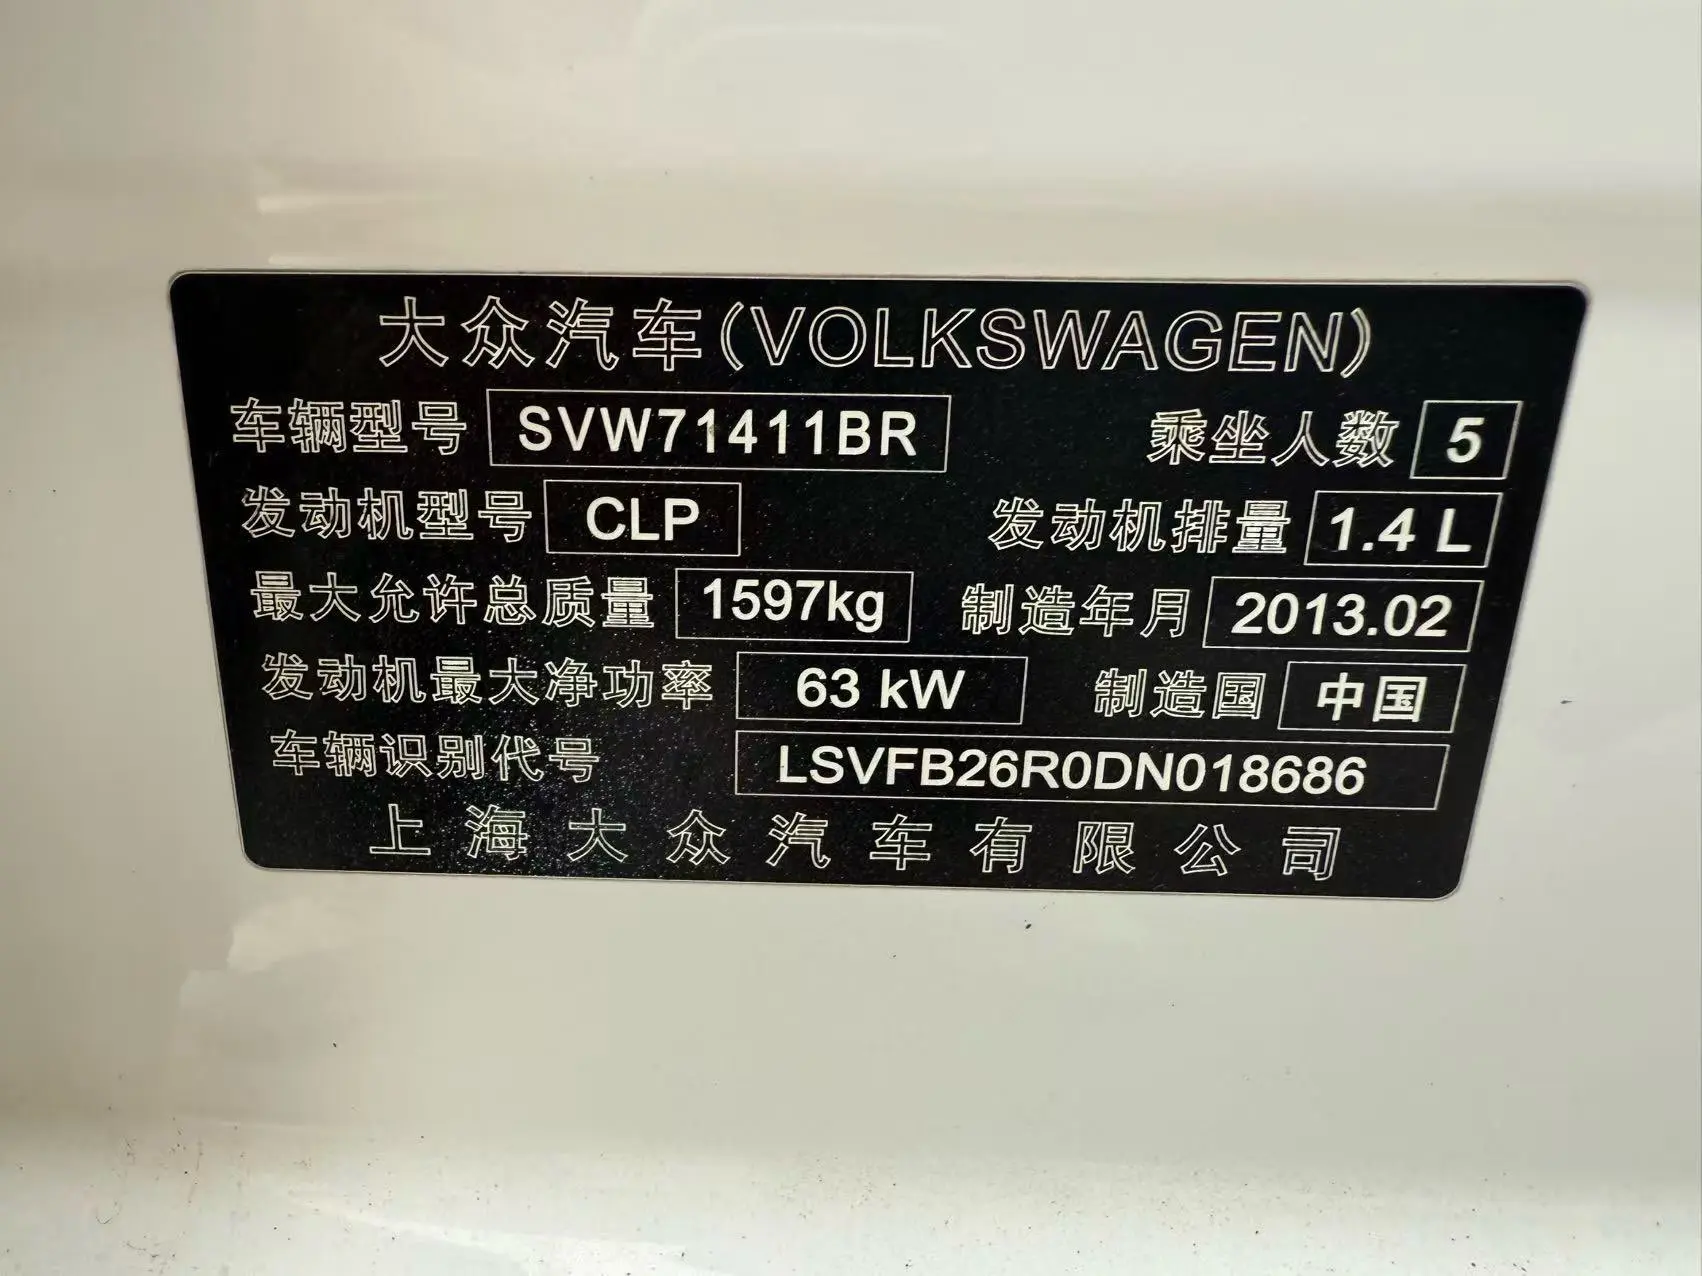 大众汽车(VOLKSWAGEN)
车辆型号 SVW71411BR 乘坐人数 5
发动机型号 CLP 发动机排量 1.4 L
最大允许总质量 1597kg 制造年月 2013.02
发动机最大净功率 63 kW 制造国 中国
车辆识别代号 LSVFB26R0DN018686
上海大众汽车有限公司